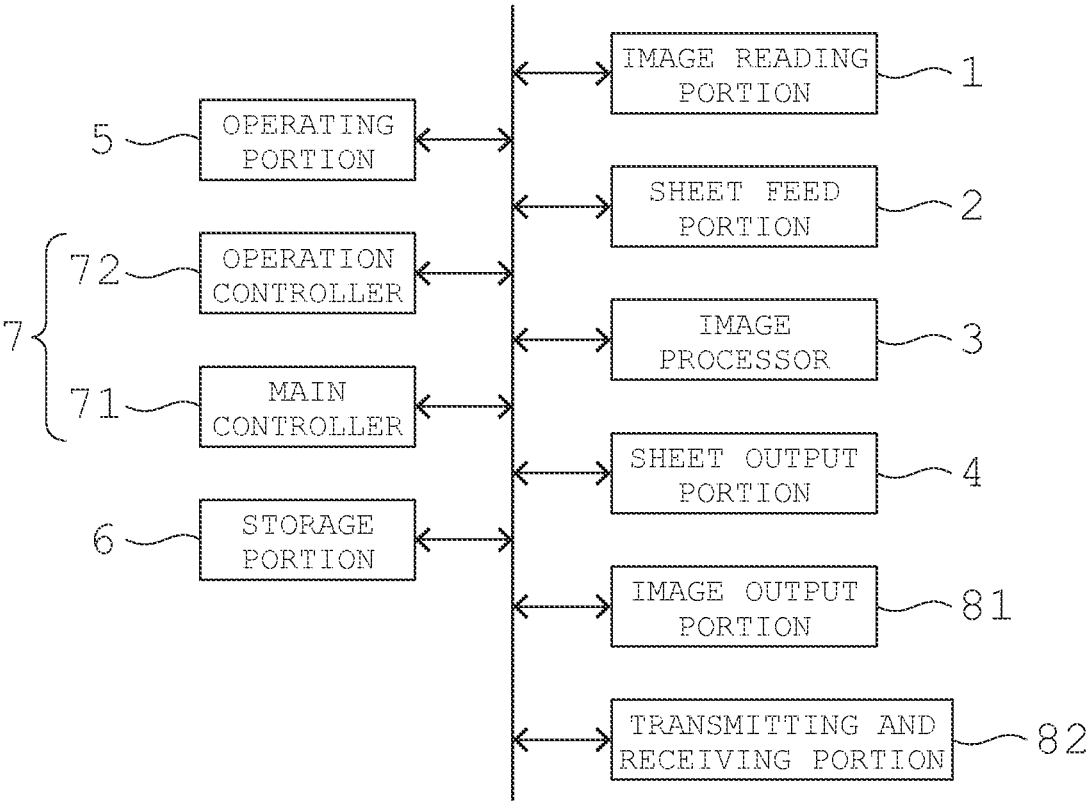 IMAGE READING
PORTION
1
5
OPERATING
PORTION
SHEET FEED
PORTION
2
7
72
OPERATION
CONTROLLER
IMAGE
PROCESSOR
3
71
MAIN
CONTROLLER
SHEET OUTPUT
PORTION
4
6
STORAGE
PORTION
IMAGE OUTPUT
PORTION
81
TRANSMITTING AND
RECEIVING PORTION
82